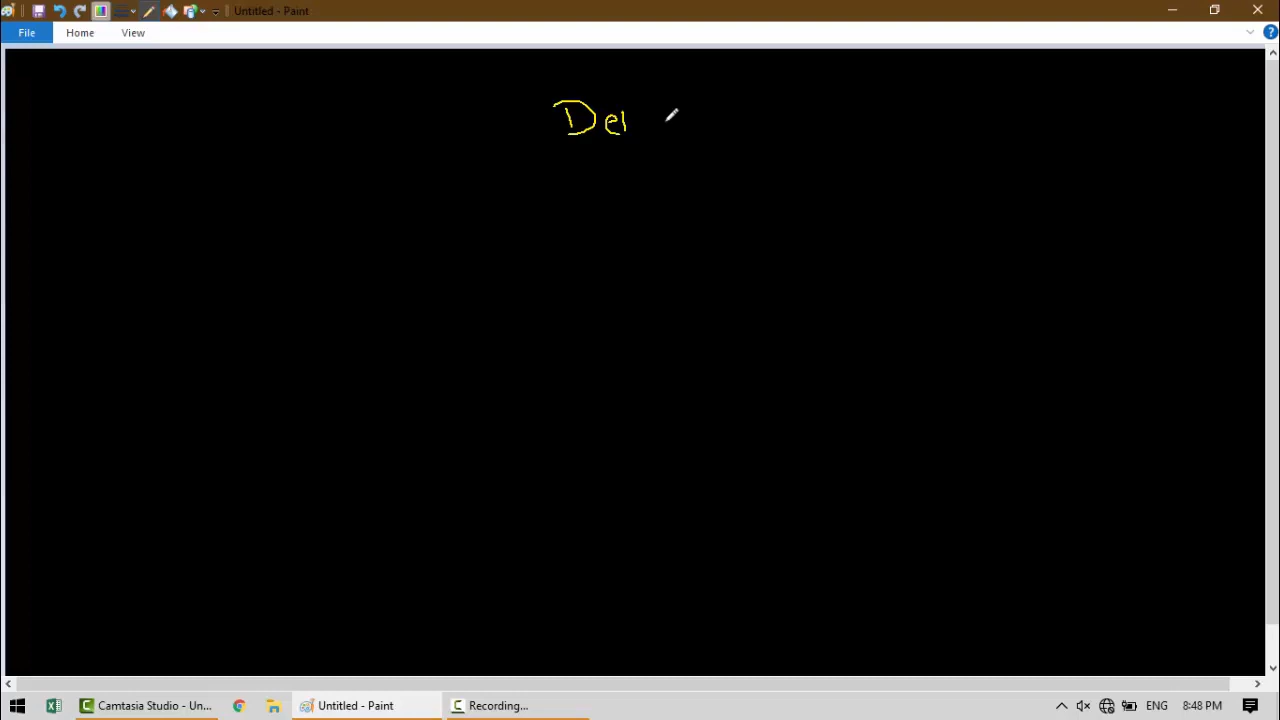 Untitled - Paint
File Home View
Del
Camtasia Studio - Un... Untitled - Paint Recording... ENG 8:48 PM